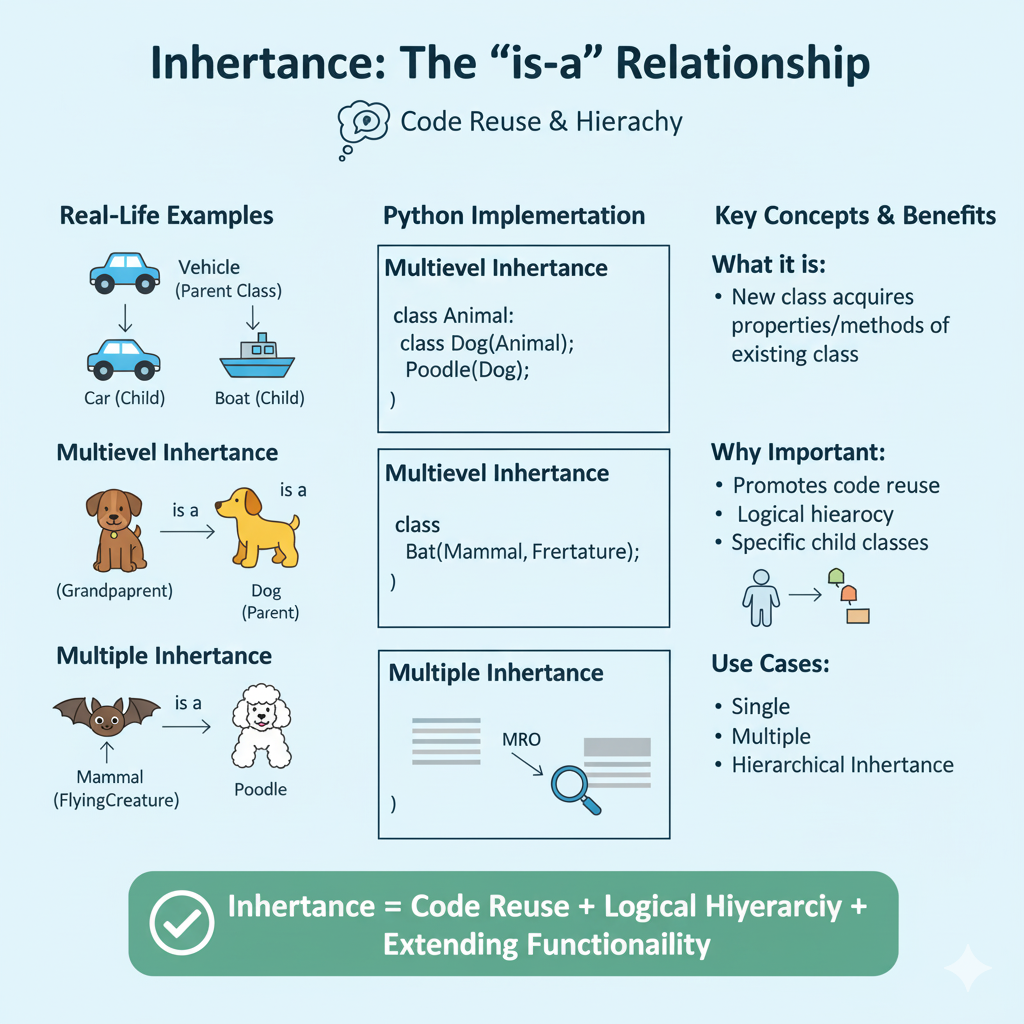 Inhertance: The “is-a” Relationship
Code Reuse & Hierachy
Real-Life Examples
Vehicle
(Parent Class)
Car (Child)
Boat (Child)
Multievel Inhertance
is a
is a
(Grandpaprent)
Dog
(Parent)
Multiple Inhertance
is a
Mammal
(FlyingCreature)
Poodle
Python Implemertation
Multievel Inhertance
class Animal:
class Dog(Animal);
Poodle(Dog);
)
Multievel Inhertance
class
Bat(Mammal, Frertature);
)
Multiple Inhertance
MRO
)
Key Concepts & Benefits
What it is:
• New class acquires
properties/methods of
existing class
Why Important:
• Promotes code reuse
• Logical hiearocy
• Specific child classes
Use Cases:
• Single
• Multiple
• Hierarchical Inhertance
Inhertance = Code Reuse + Logical Hiyerarciy +
Extending Functionaility